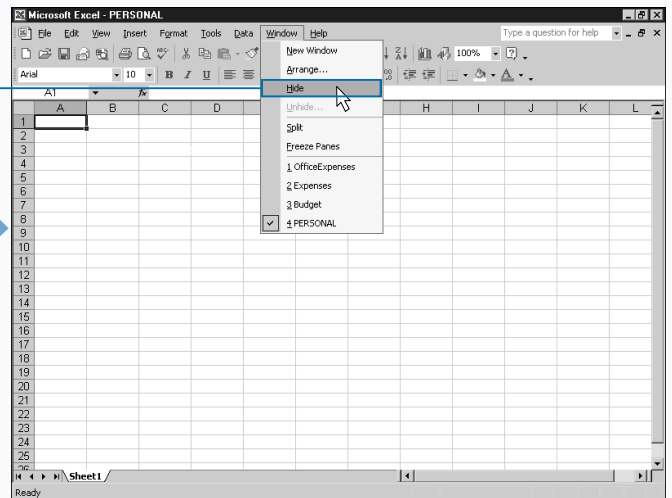 Microsoft Excel - PERSONAL
File Edit View Insert Format Tools Data Window Help Type a question for help
100%
Arial 10 B I U
A1 fx
New Window
Arrange...
Hide
Unhide...
Split
Freeze Panes
1 OfficeExpenses
2 Expenses
3 Budget
4 PERSONAL
A B C D H I J K L
1
2
3
4
5
6
7
8
9
10
11
12
13
14
15
16
17
18
19
20
21
22
23
24
25
Sheet1
Ready